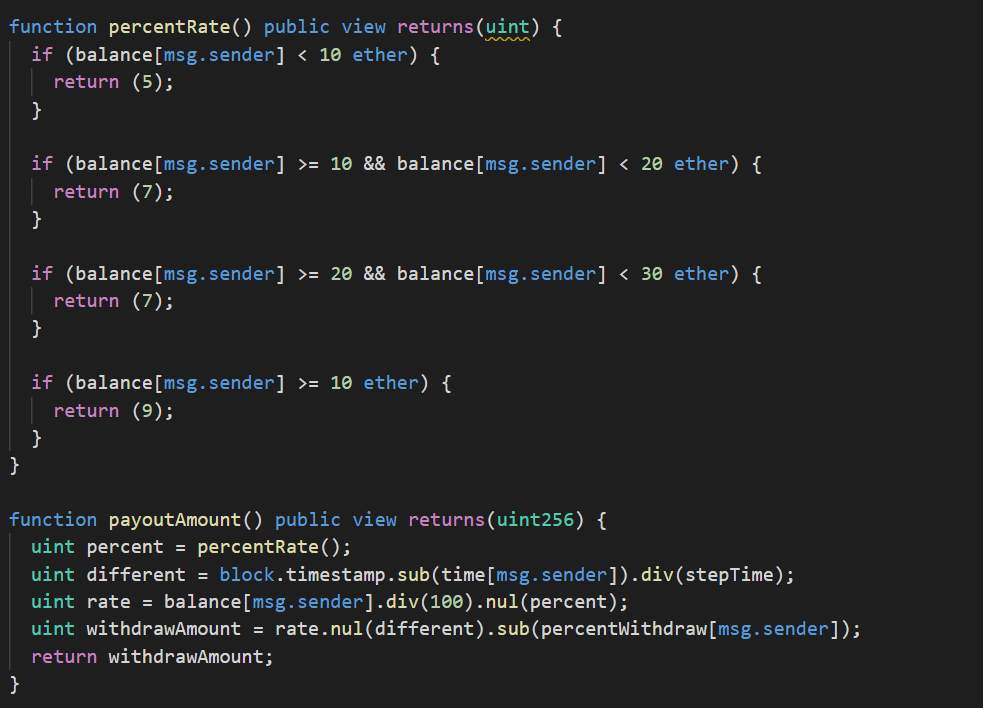 function percentRate() public view returns(uint) {
  if (balance[msg.sender] < 10 ether) {
    return (5);
  }

  if (balance[msg.sender] >= 10 && balance[msg.sender] < 20 ether) {
    return (7);
  }

  if (balance[msg.sender] >= 20 && balance[msg.sender] < 30 ether) {
    return (7);
  }

  if (balance[msg.sender] >= 10 ether) {
    return (9);
  }
}

function payoutAmount() public view returns(uint256) {
  uint percent = percentRate();
  uint different = block.timestamp.sub(time[msg.sender]).div(stepTime);
  uint rate = balance[msg.sender].div(100).nul(percent);
  uint withdrawAmount = rate.nul(different).sub(percentWithdraw[msg.sender]);
  return withdrawAmount;
}